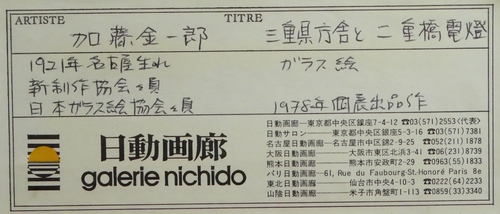 ARTISTE TITRE
加藤金一郎 三重県庁舎と二重橋電燈
1921年名古屋生れ ガラス絵
新制作協会々員
日本ガラス絵協会々員 1978年個展出品作
日動画廊
galerie nichido
日動画廊──東京都中央区銀座7-4-12 ☎03(571)2553〈代表〉
日動サロン──東京都中央区銀座5-3-16 ☎03(571)7381
名古屋日動画廊──名古屋市中区錦2-9-25 ☎052(211)1878
大阪日動画廊──大阪市東区北浜3-41 ☎06(231)8739
熊本日動画廊──熊本市安政町2-29 ☎0963(55)1833
パリ日動画廊─61, Rue du Faubourg-St.-Honoré Paris 8e
東北日動画廊──仙台市中央4-10-3 ☎0222(64)2233
山陰日動画廊──米子市角盤町1 ☎0859(33)3340